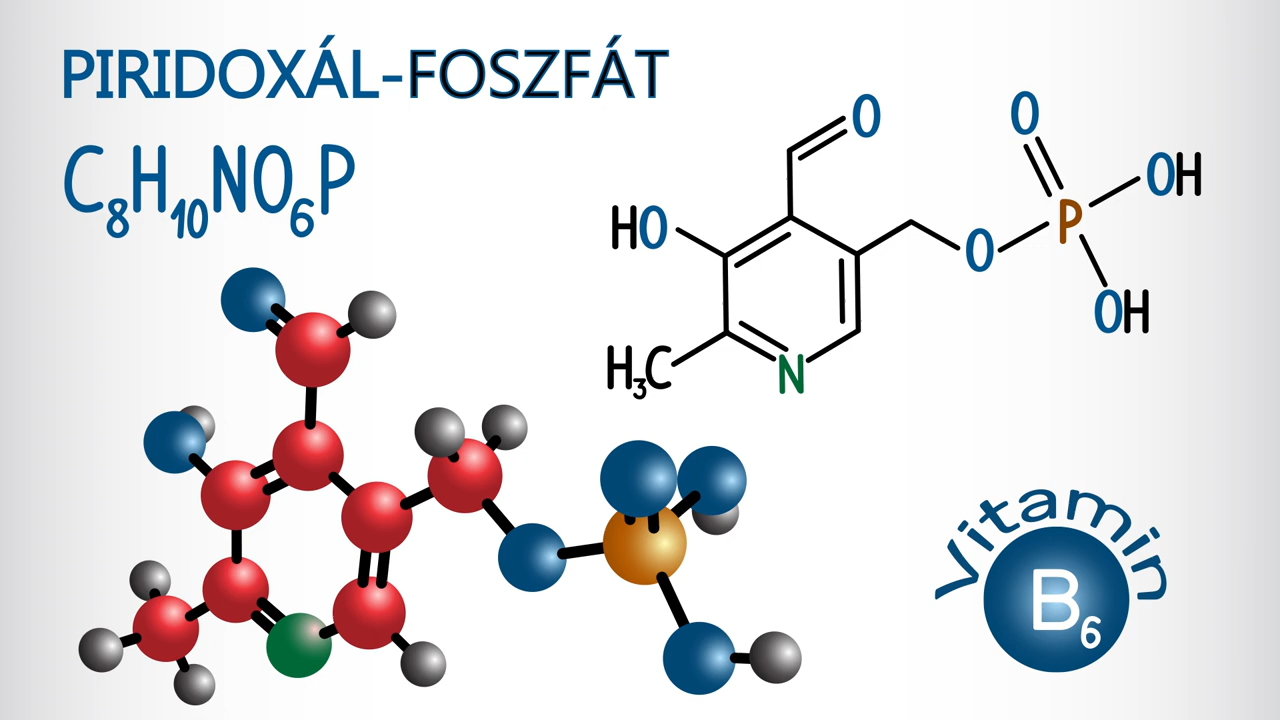 PIRIDOXÁL-FOSZFÁT
C₈H₁₀NO₆P
O
O
OH
HO
P
O
OH
H₃C
N
Vitamin
B₆